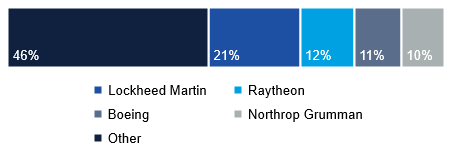 46% 21% 12% 11% 10%
Lockheed Martin Raytheon
Boeing Northrop Grumman
Other